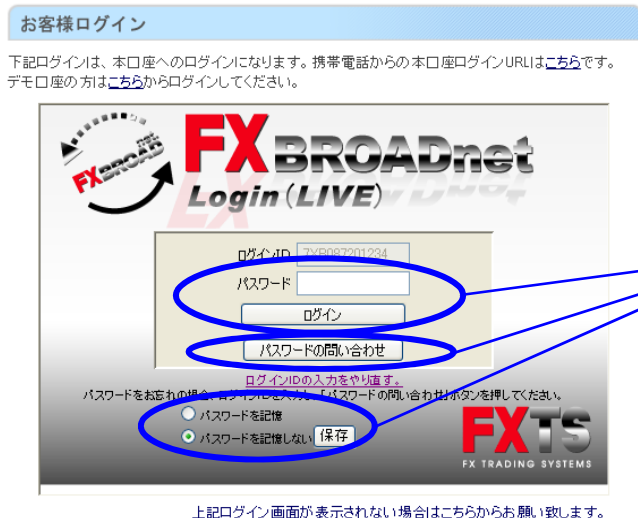 お客様ログイン
下記ログインは、本口座へのログインになります。携帯電話からの本口座ログインURLはこちらです。
デモ口座の方はこちらからログインしてください。
FXBROAD
net
FX BROADnet
Login(LIVE)
ログインID 7YB087201234
パスワード
ログイン
パスワードの問い合わせ
ログインIDの入力をやり直す。
パスワードをお忘れの場合、ログインIDを入力し、「パスワードの問い合わせ」ボタンを押してください。
パスワードを記憶
パスワードを記憶しない 保存
FXTS
FX TRADING SYSTEMS
上記ログイン画面が表示されない場合はこちらからお願い致します。